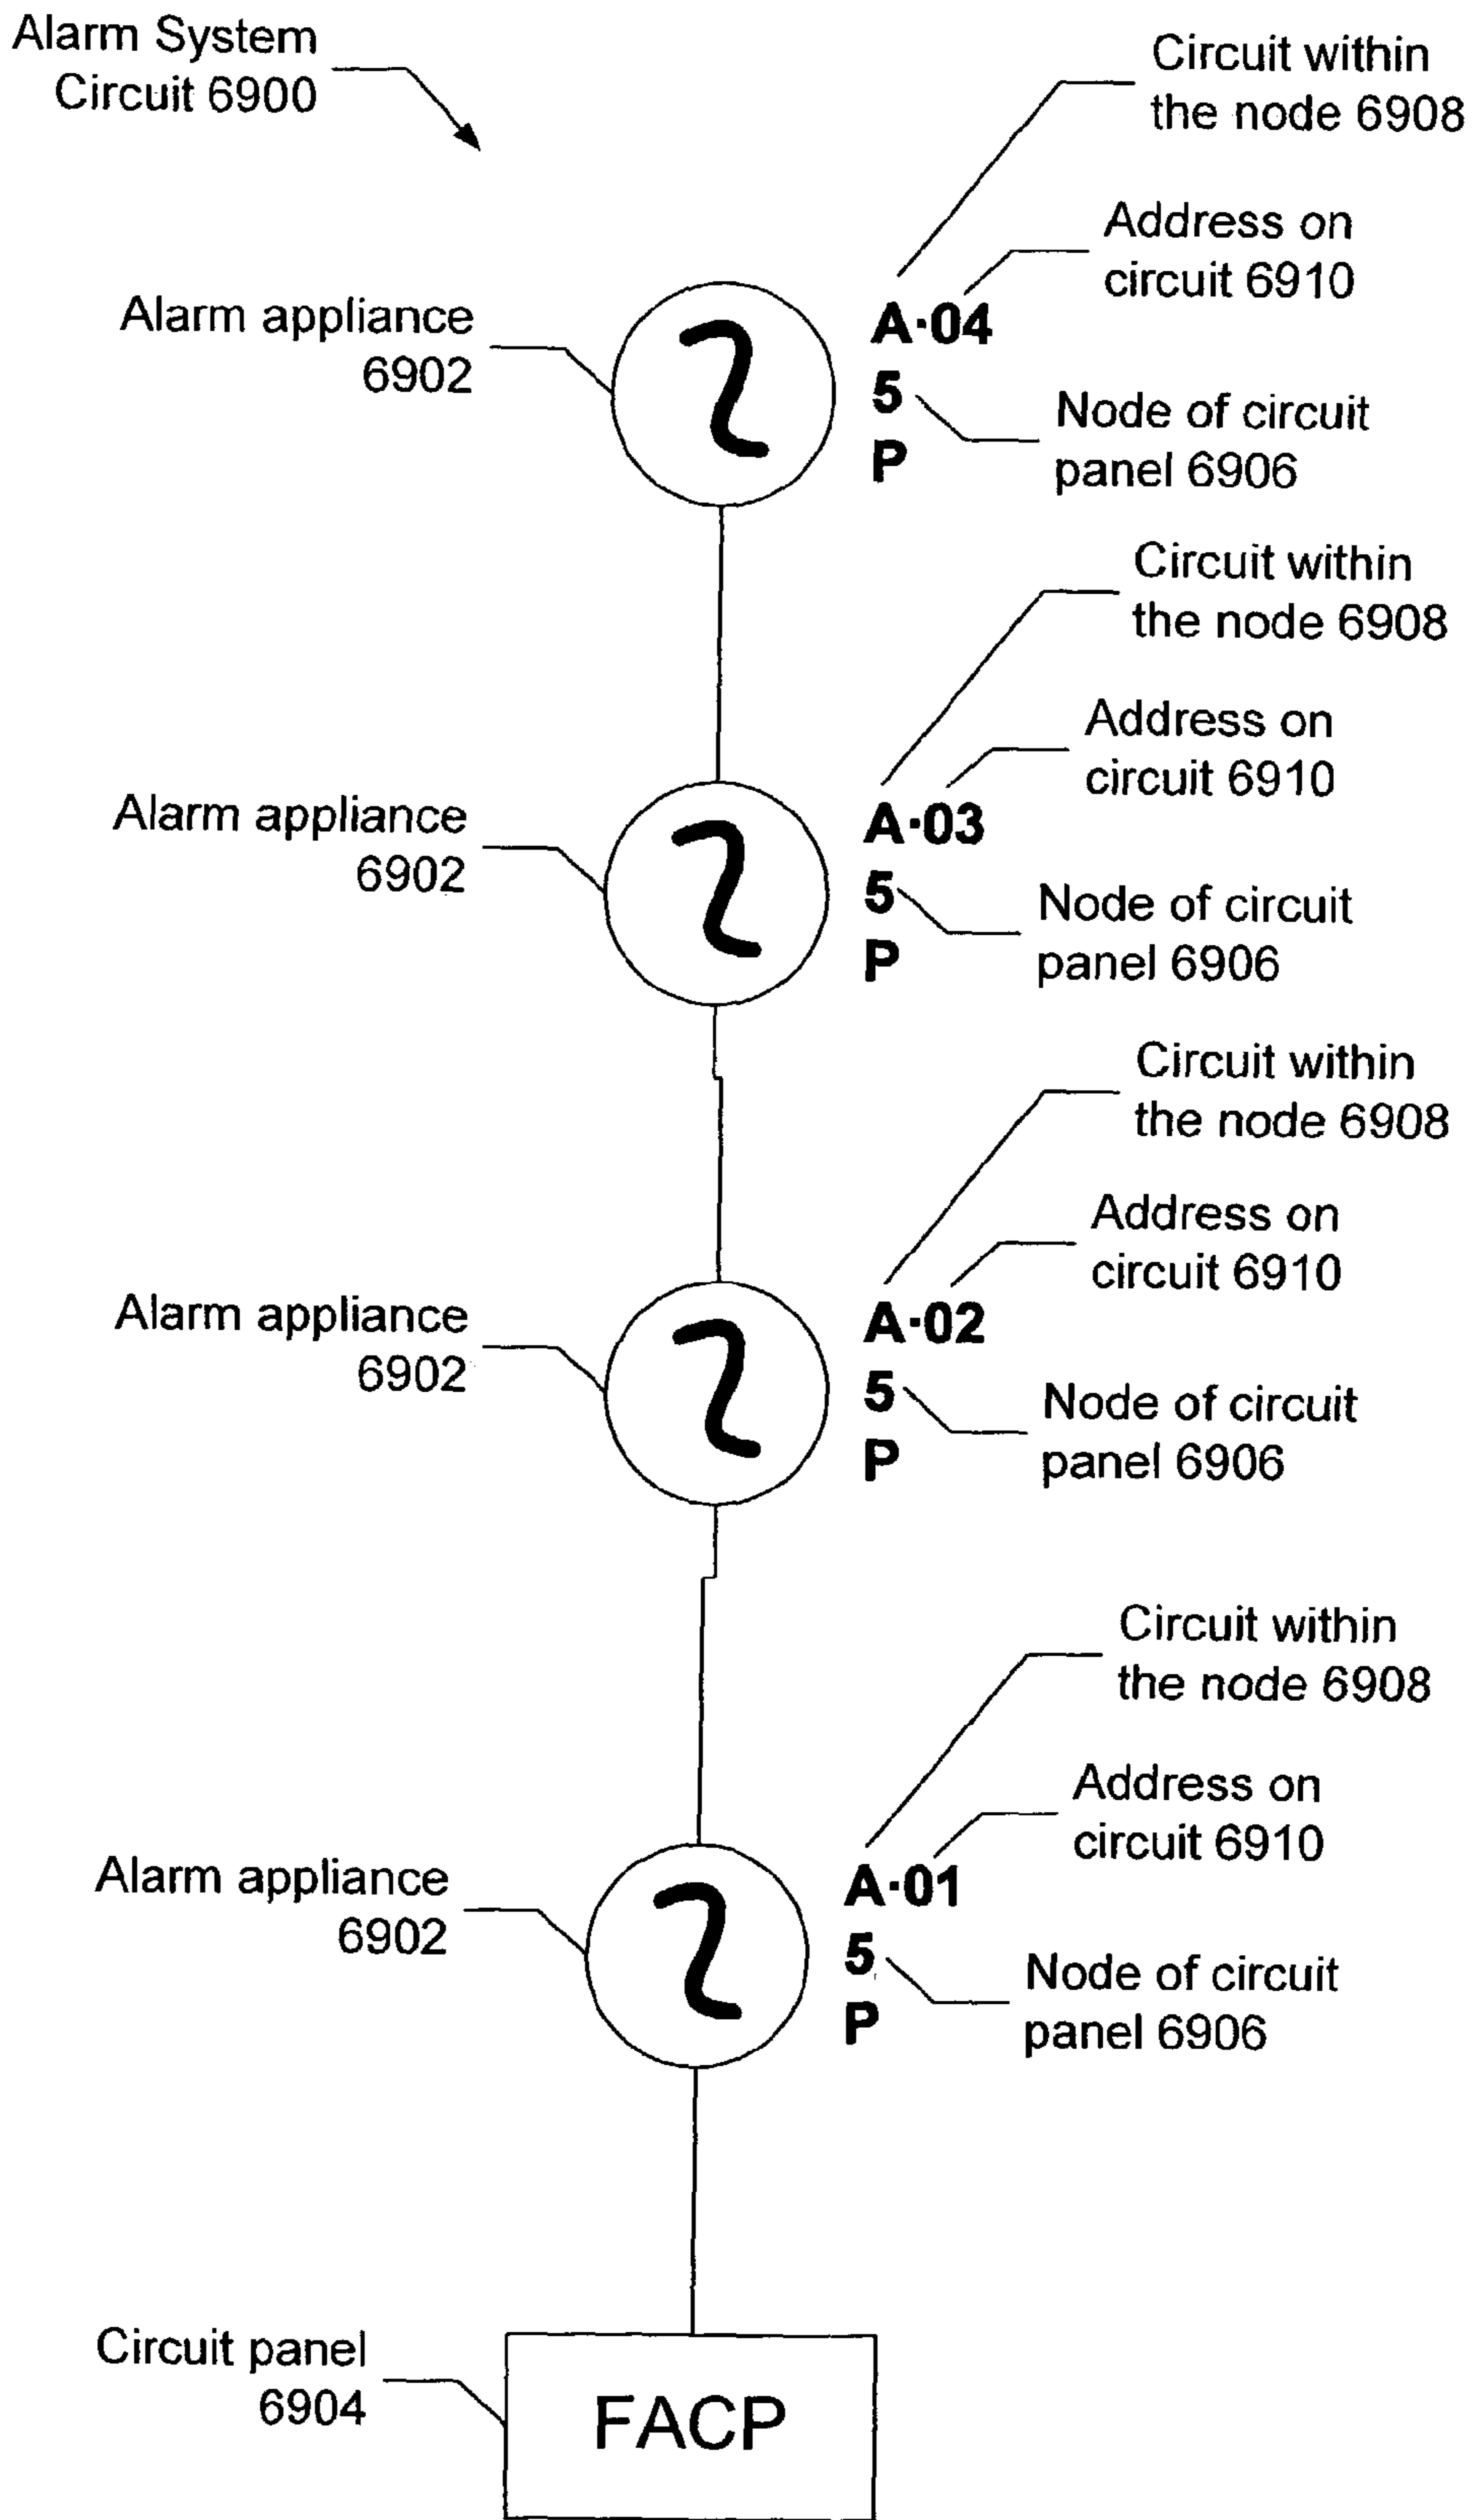 Alarm System
Circuit 6900
Circuit within
the node 6908
Address on
circuit 6910
Alarm appliance
6902
A·04
5
P
Node of circuit
panel 6906
Circuit within
the node 6908
Address on
circuit 6910
Alarm appliance
6902
A·03
5
P
Node of circuit
panel 6906
Circuit within
the node 6908
Address on
circuit 6910
Alarm appliance
6902
A·02
5
P
Node of circuit
panel 6906
Circuit within
the node 6908
Address on
circuit 6910
Alarm appliance
6902
A·01
5
P
Node of circuit
panel 6906
Circuit panel
6904
FACP